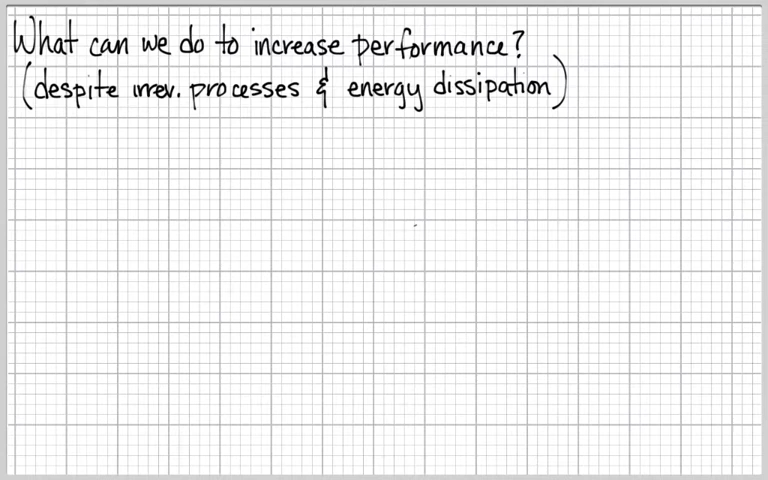 What can we do to increase performance?
(despite irrev. processes & energy dissipation)